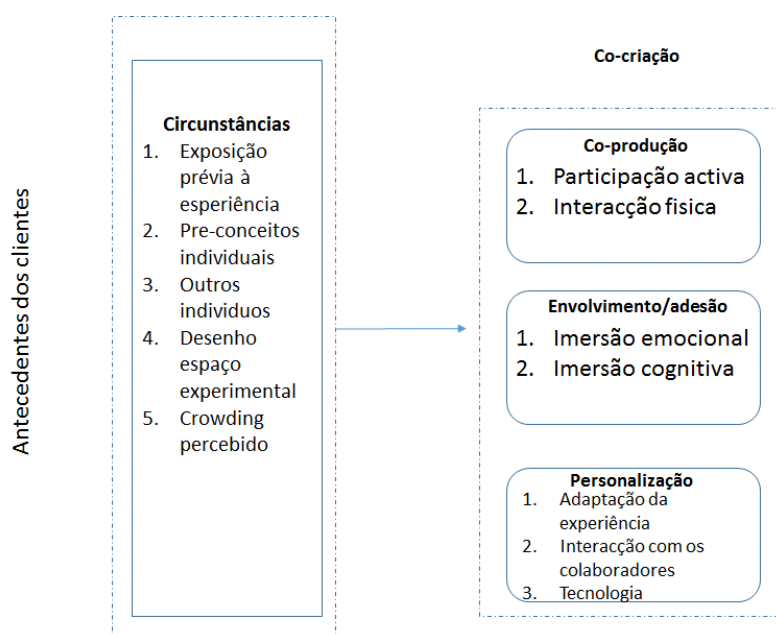 Antecedentes dos clientes
Circunstâncias
1. Exposição
prévia à
esperiência
2. Pre-conceitos
individuais
3. Outros
individuos
4. Desenho
espaço
experimental
5. Crowding
percebido
Co-criação
Co-produção
1. Participação activa
2. Interacção fisica
Envolvimento/adesão
1. Imersão emocional
2. Imersão cognitiva
Personalização
1. Adaptação da
experiência
2. Interacção com os
colaboradores
3. Tecnologia